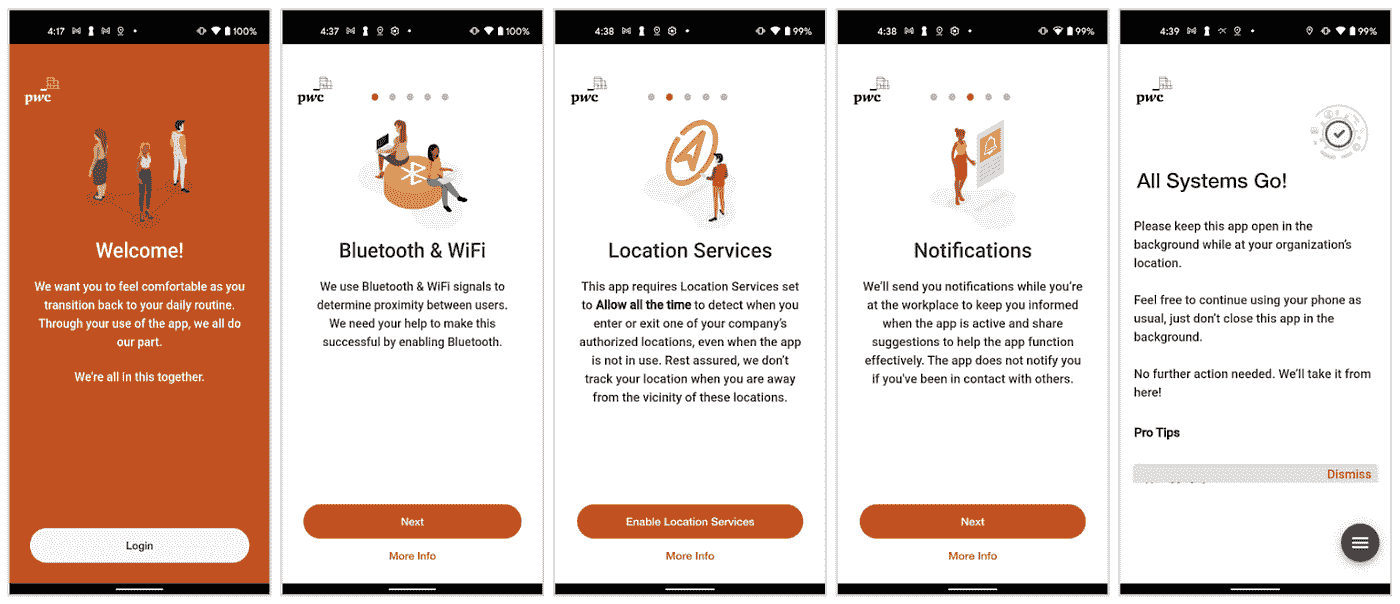 4:17
100%
pwc
Welcome!
We want you to feel comfortable as you
transition back to your daily routine.
Through your use of the app, we all do
our part.
We're all in this together.
Login
4:37
100%
pwc
Bluetooth & WiFi
We use Bluetooth & WiFi signals to
determine proximity between users.
We need your help to make this
successful by enabling Bluetooth.
Next
More Info
4:38
99%
pwc
Location Services
This app requires Location Services set
to Allow all the time to detect when you
enter or exit one of your company's
authorized locations, even when the app
is not in use. Rest assured, we don't
track your location when you are away
from the vicinity of these locations.
Enable Location Services
More Info
4:38
99%
pwc
Notifications
We'll send you notifications while you're
at the workplace to keep you informed
when the app is active and share
suggestions to help the app function
effectively. The app does not notify you
if you've been in contact with others.
Next
More Info
4:39
99%
pwc
All Systems Go!
Please keep this app open in the
background while at your organization's
location.
Feel free to continue using your phone as
usual, just don't close this app in the
background.
No further action needed. We'll take it from
here!
Pro Tips
Dismiss